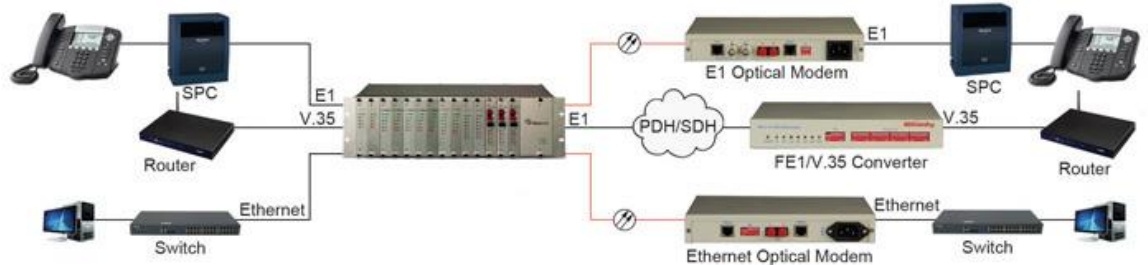 E1
E1 Optical Modem
SPC
SPC
E1
V.35
E1
PDH/SDH
V.35
Router
FE1/V.35 Converter
Router
Ethernet
Ethernet
Switch
Switch
Ethernet Optical Modem